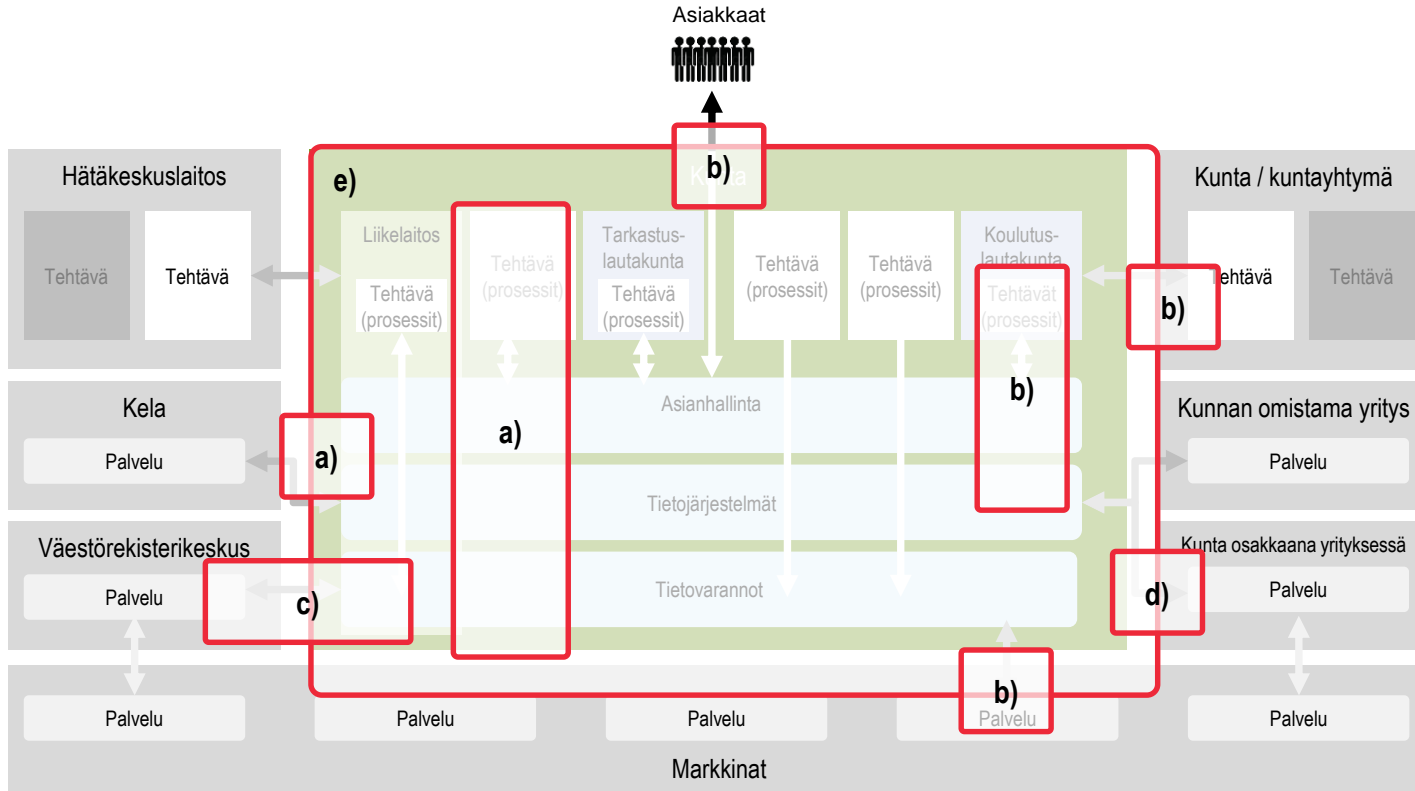 Asiakkaat
Hätäkeskuslaitos
Tehtävä
Tehtävä
Kela
Palvelu
Väestörekisterikeskus
Palvelu
e)
b)
Kunta
Liikelaitos
Tehtävä
(prosessit)
Tehtävä
(prosessit)
Tarkastus-
lautakunta
Tehtävä
(prosessit)
Tehtävä
(prosessit)
Tehtävä
(prosessit)
Koulutus-
lautakunta
Tehtävät
(prosessit)
a)
a)
b)
b)
c)
d)
b)
Asianhallinta
Tietojärjestelmät
Tietovarannot
Kunta / kuntayhtymä
Tehtävä
Tehtävä
Kunnan omistama yritys
Palvelu
Kunta osakkaana yrityksessä
Palvelu
Palvelu
Palvelu
Palvelu
Palvelu
Palvelu
Markkinat